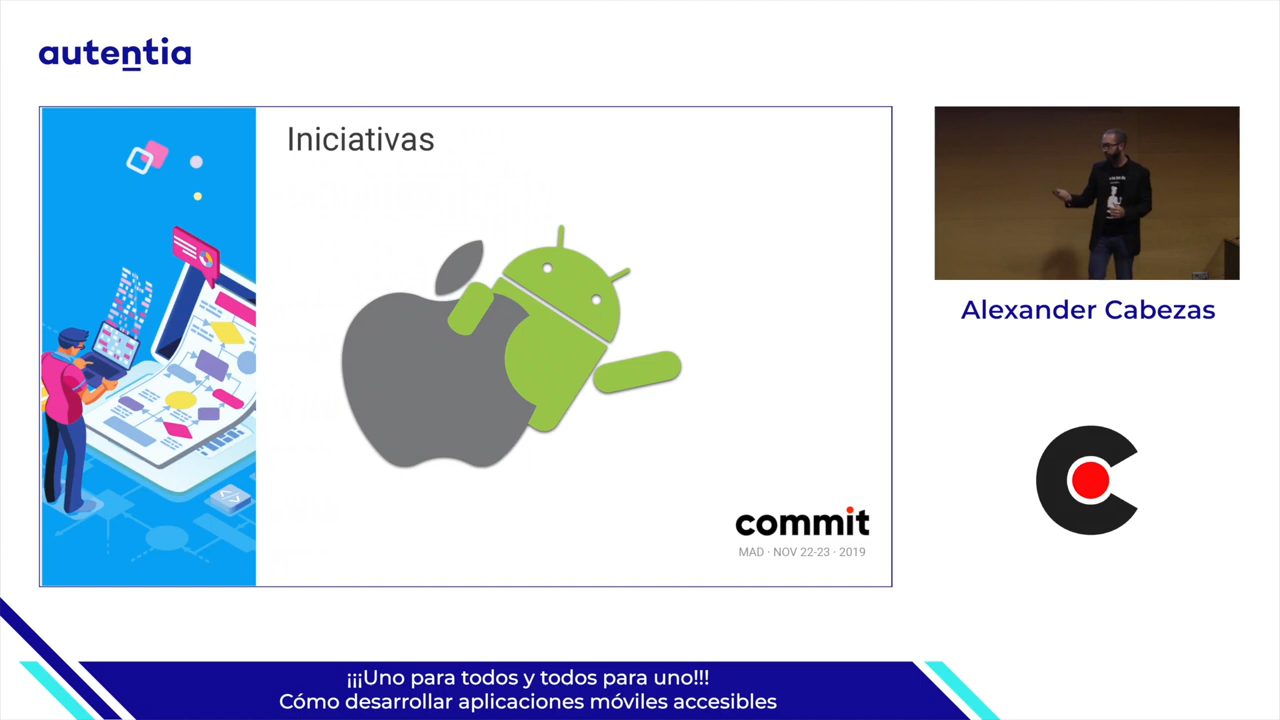 autentia
Iniciativas
commit
MAD · NOV 22-23 · 2019
Alexander Cabezas
¡¡¡Uno para todos y todos para uno!!!
Cómo desarrollar aplicaciones móviles accesibles